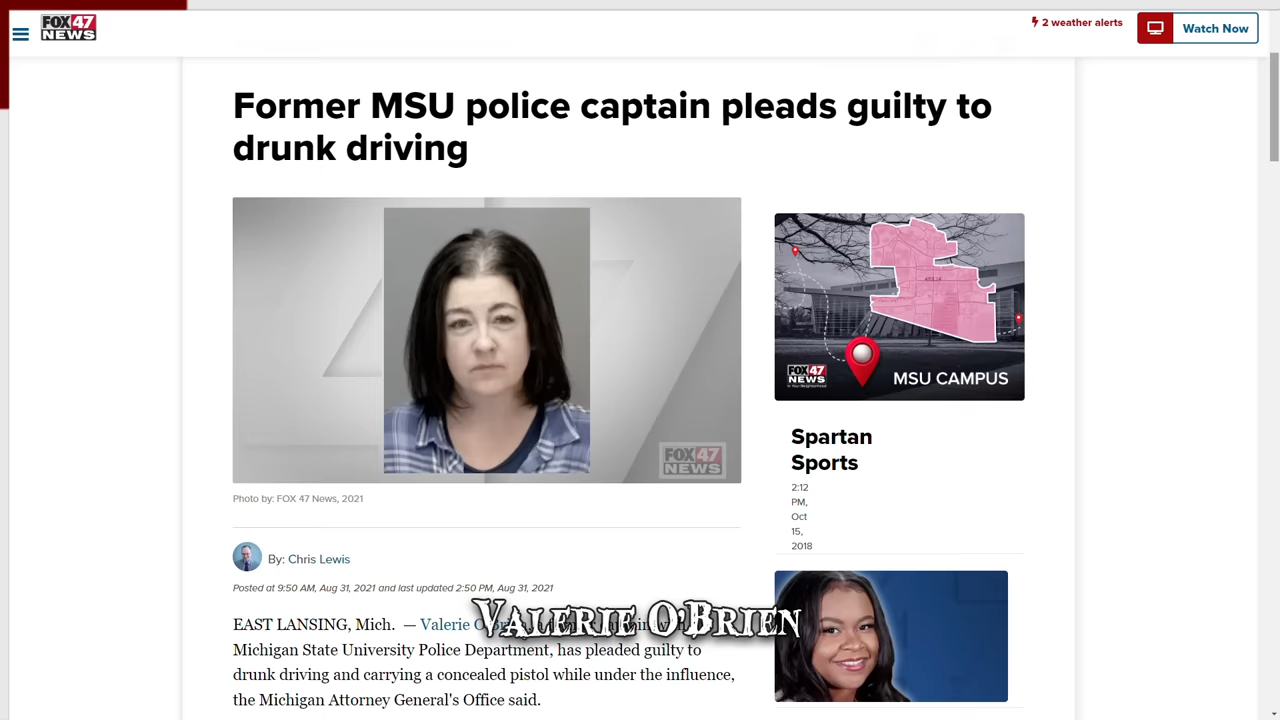 FOX 47
NEWS
2 weather alerts
Watch Now
Former MSU police captain pleads guilty to
drunk driving
FOX 47
NEWS
Photo by: FOX 47 News, 2021
By: Chris Lewis
Posted at 9:50 AM, Aug 31, 2021 and last updated 2:50 PM, Aug 31, 2021
EAST LANSING, Mich. — Valerie
Michigan State University Police Department, has pleaded guilty to
drunk driving and carrying a concealed pistol while under the influence,
the Michigan Attorney General's Office said.
Valerie O'Brien
FOX 47
NEWS
MSU CAMPUS
Spartan
Sports
2:12
PM,
Oct
15,
2018